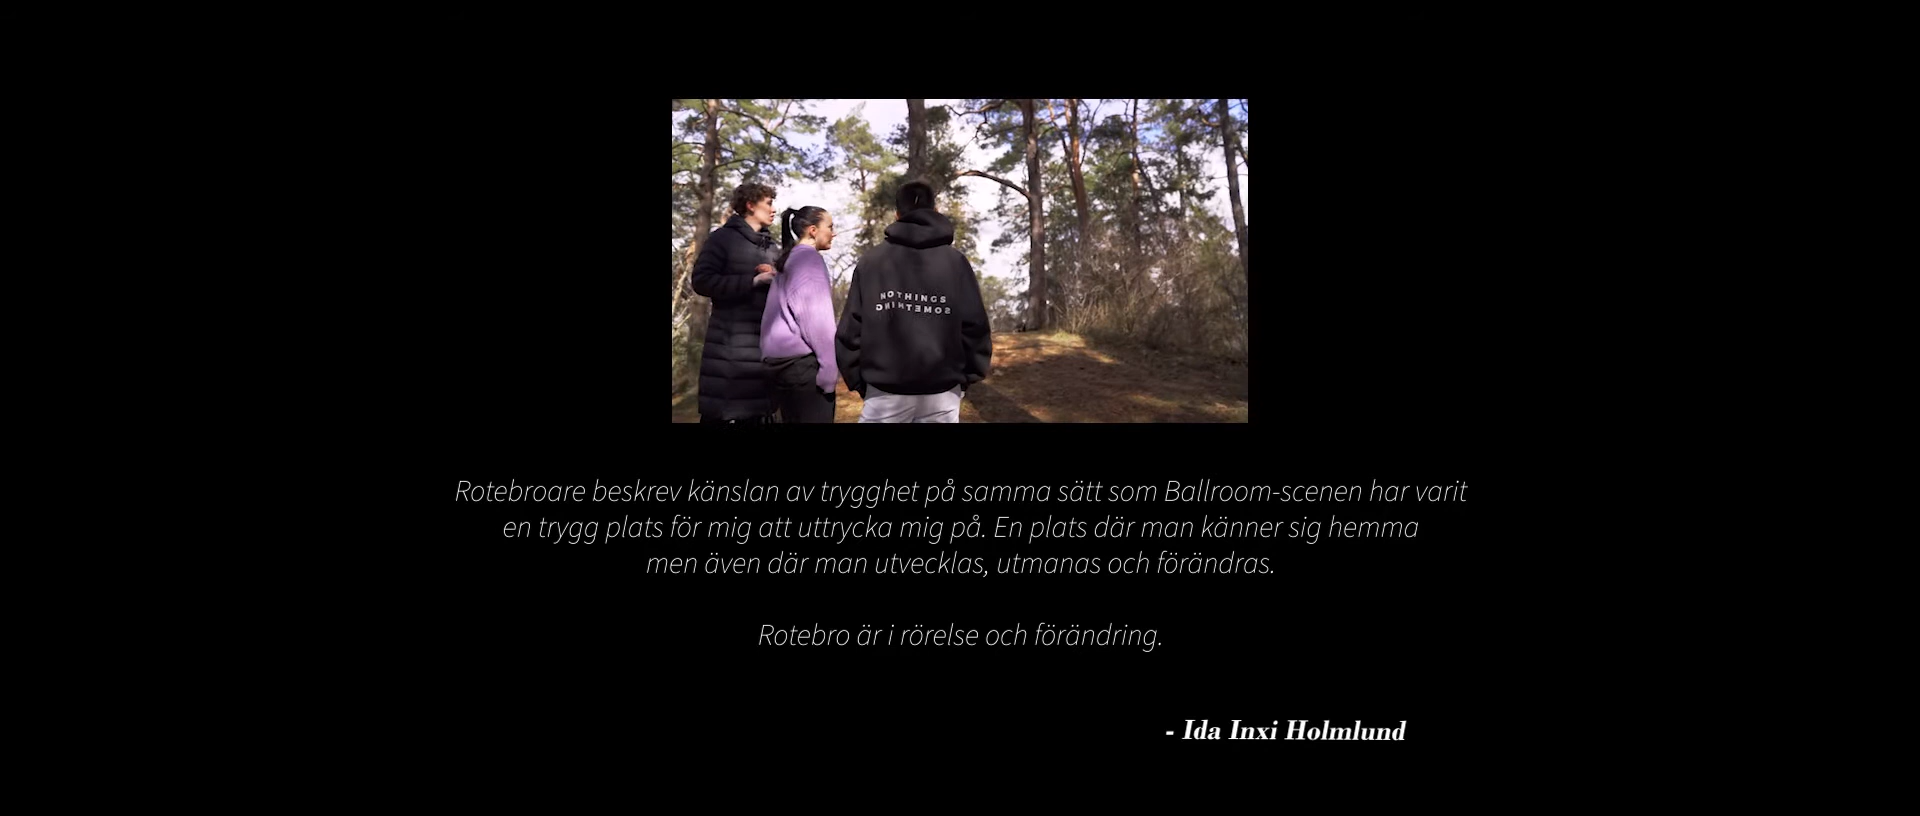 NOTHINGS
SOMETHING
Rotebroare beskrev känslan av trygghet på samma sätt som Ballroom-scenen har varit
en trygg plats för mig att uttrycka mig på. En plats där man känner sig hemma
men även där man utvecklas, utmanas och förändras.
Rotebro är i rörelse och förändring.
- Ida Inxi Holmlund